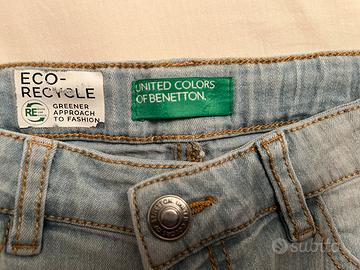 ECO-
RECYCLE
RE
GREENER
APPROACH
TO FASHION
UNITED COLORS
OF BENETTON.
subito